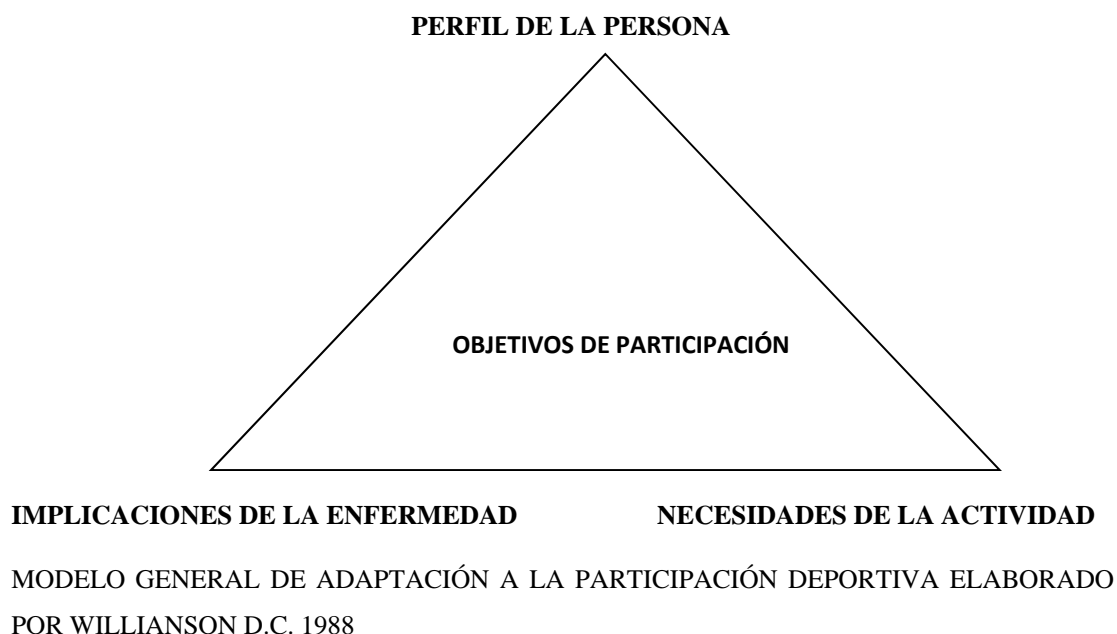 PERFIL DE LA PERSONA
OBJETIVOS DE PARTICIPACIÓN
IMPLICACIONES DE LA ENFERMEDAD
NECESIDADES DE LA ACTIVIDAD
MODELO GENERAL DE ADAPTACIÓN A LA PARTICIPACIÓN DEPORTIVA ELABORADO
POR WILLIANSON D.C. 1988